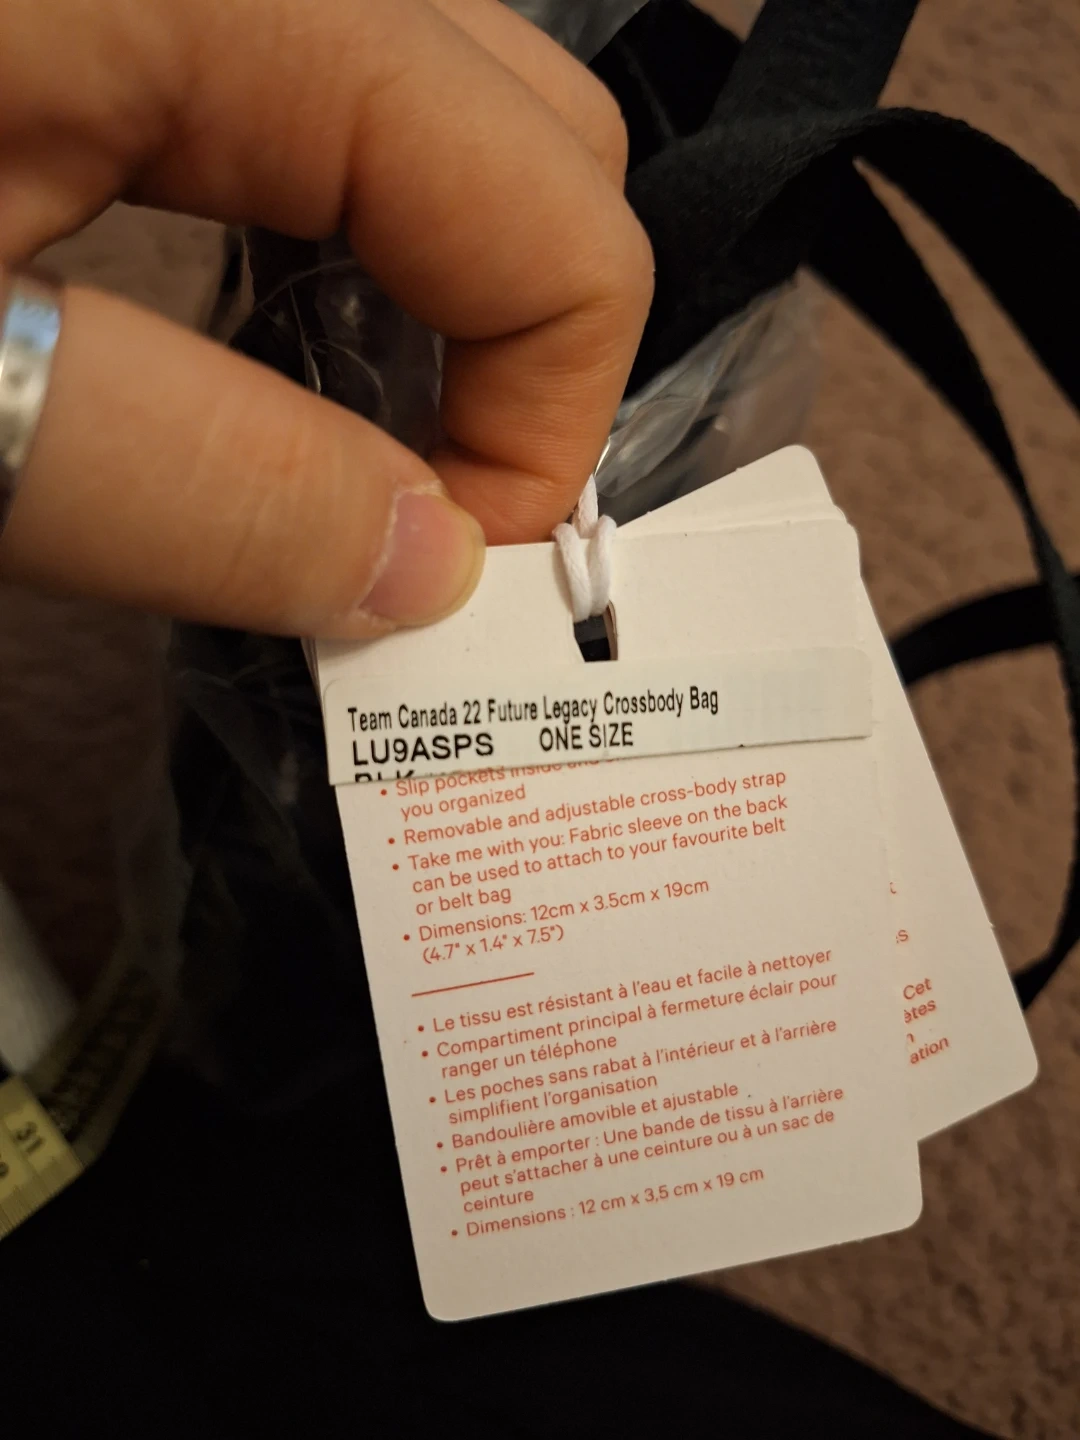 Team Canada 22 Future Legacy Crossbody Bag
LU9ASPS ONE SIZE
BLK
• Slip pockets inside and
you organized
• Removable and adjustable cross-body strap
• Take me with you: Fabric sleeve on the back
can be used to attach to your favourite belt
or belt bag
• Dimensions: 12cm x 3.5cm x 19cm
(4.7" x 1.4" x 7.5")
• Le tissu est résistant à l'eau et facile à nettoyer
• Compartiment principal à fermeture éclair pour
ranger un téléphone
• Les poches sans rabat à l'intérieur et à l'arrière
simplifient l'organisation
• Bandoulière amovible et ajustable
• Prêt à emporter : Une bande de tissu à l'arrière
peut s'attacher à une ceinture ou à un sac de
ceinture
• Dimensions : 12 cm x 3,5 cm x 19 cm
Cet
ation
31